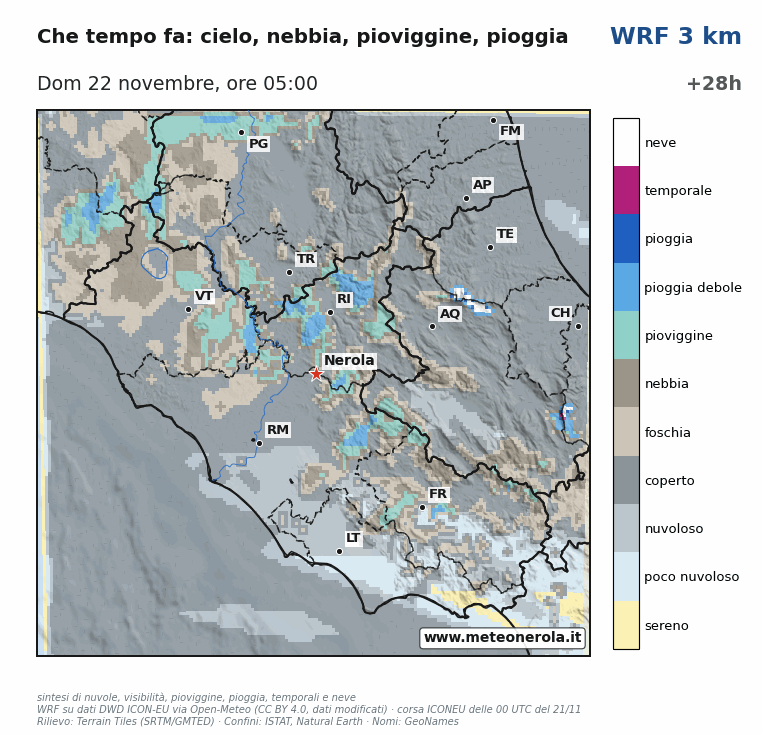 Che tempo fa: cielo, nebbia, pioviggine, pioggia
WRF 3 km
Dom 22 novembre, ore 05:00
+28h
FM
PG
AP
TE
TR
VT
RI
AQ
CH
Nerola
RM
FR
LT
www.meteonerola.it
neve
temporale
pioggia
pioggia debole
pioviggine
nebbia
foschia
coperto
nuvoloso
poco nuvoloso
sereno
sintesi di nuvole, visibilità, pioviggine, pioggia, temporali e neve
WRF su dati DWD ICON-EU via Open-Meteo (CC BY 4.0, dati modificati) · corsa ICONEU delle 00 UTC del 21/11
Rilievo: Terrain Tiles (SRTM/GMTED) · Confini: ISTAT, Natural Earth · Nomi: GeoNames